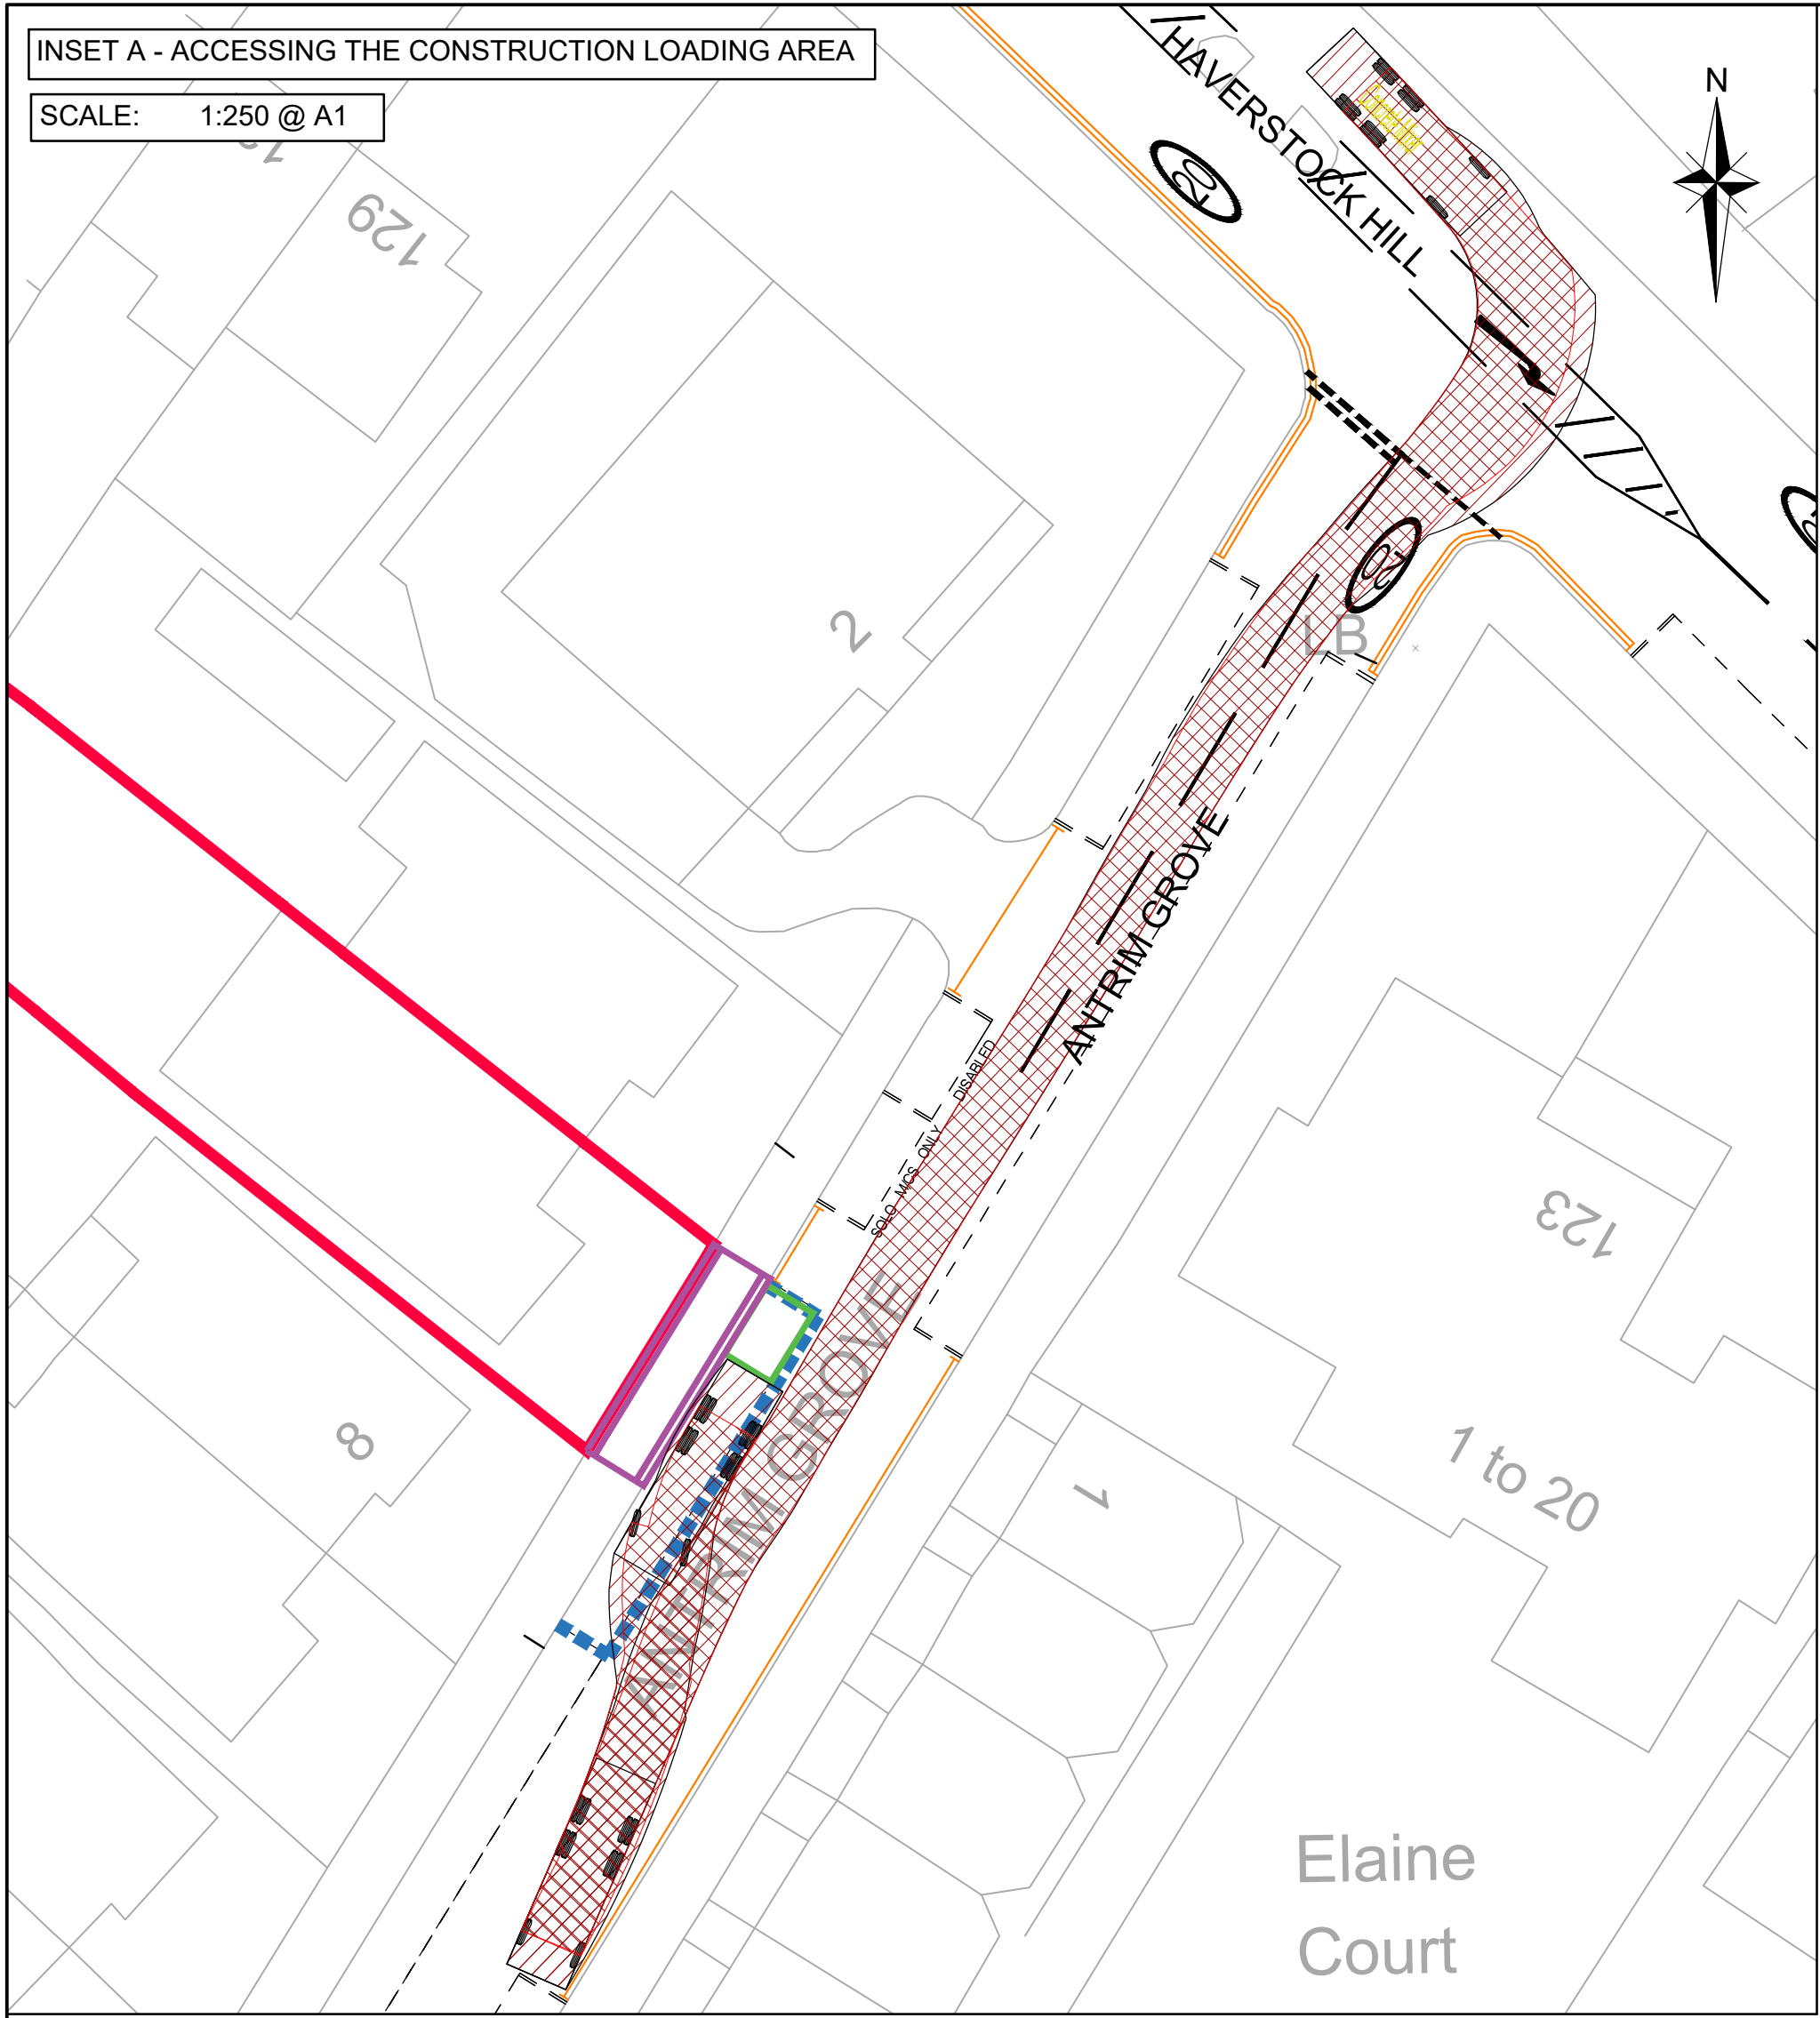 INSET A - ACCESSING THE CONSTRUCTION LOADING AREA
SCALE: 1:250 @ A1
N
HAVERSTOCK HILL
20
129
2
20
LB
ANTRIM GROVE
DISABLED
SOLO M/CS ONLY
123
ANTRIM GROVE
8
1
1 to 20
Elaine
Court